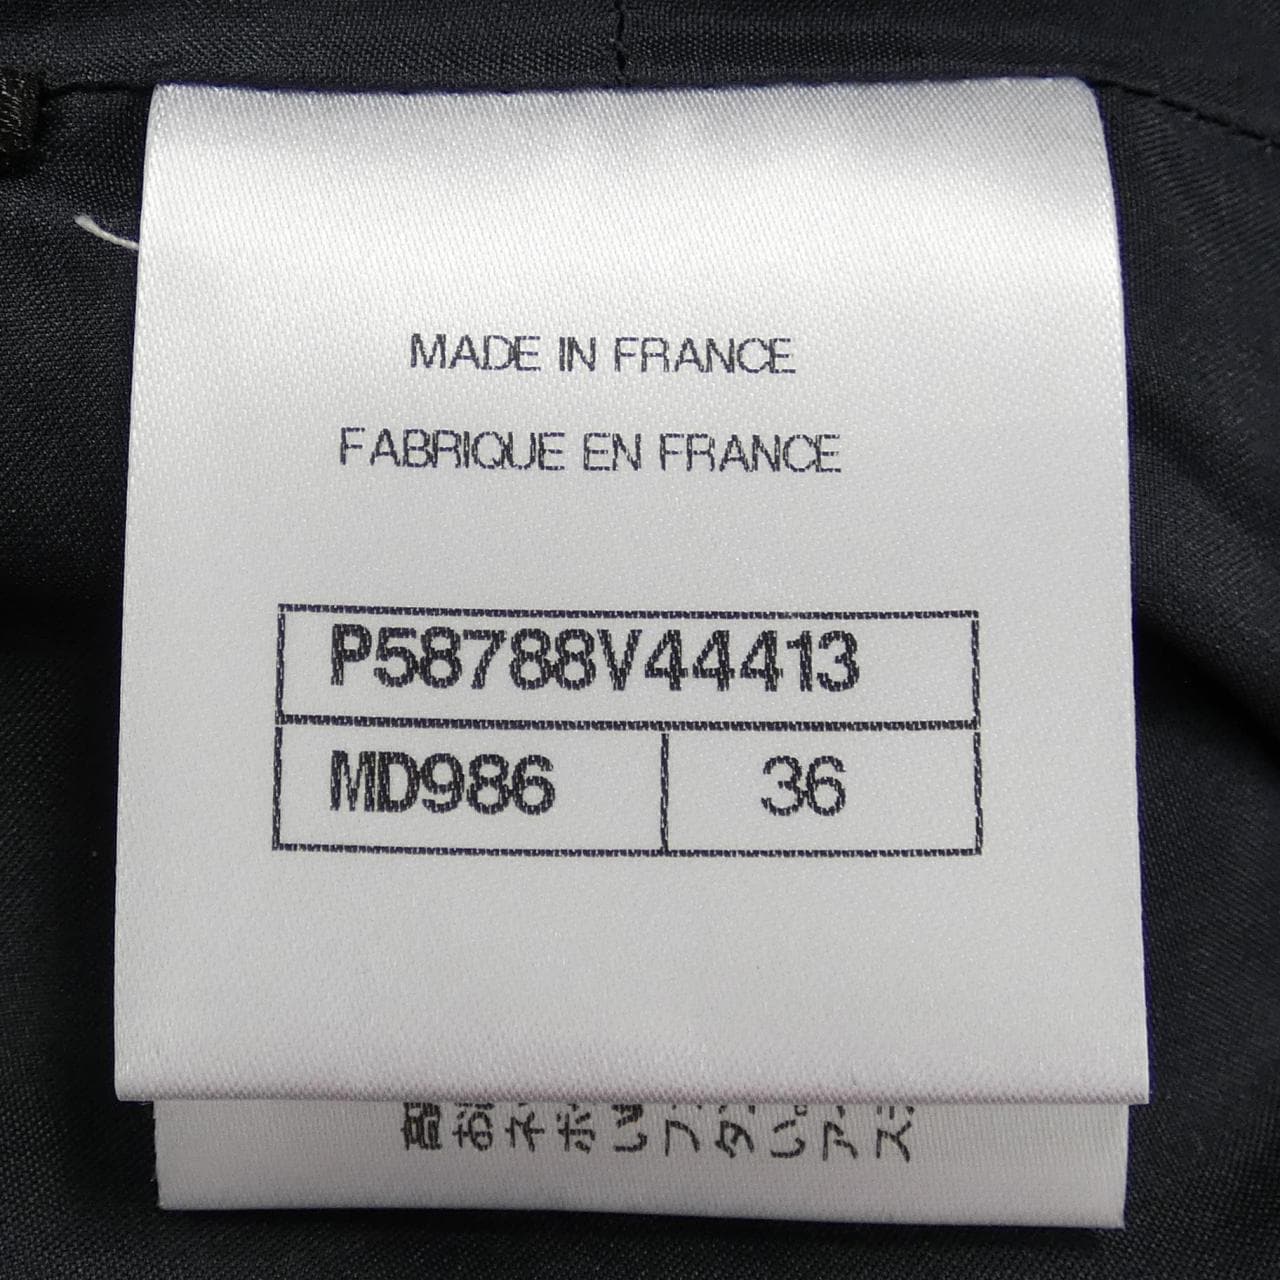 MADE IN FRANCE
FABRIQUE EN FRANCE
P58788V44413
MD986 36